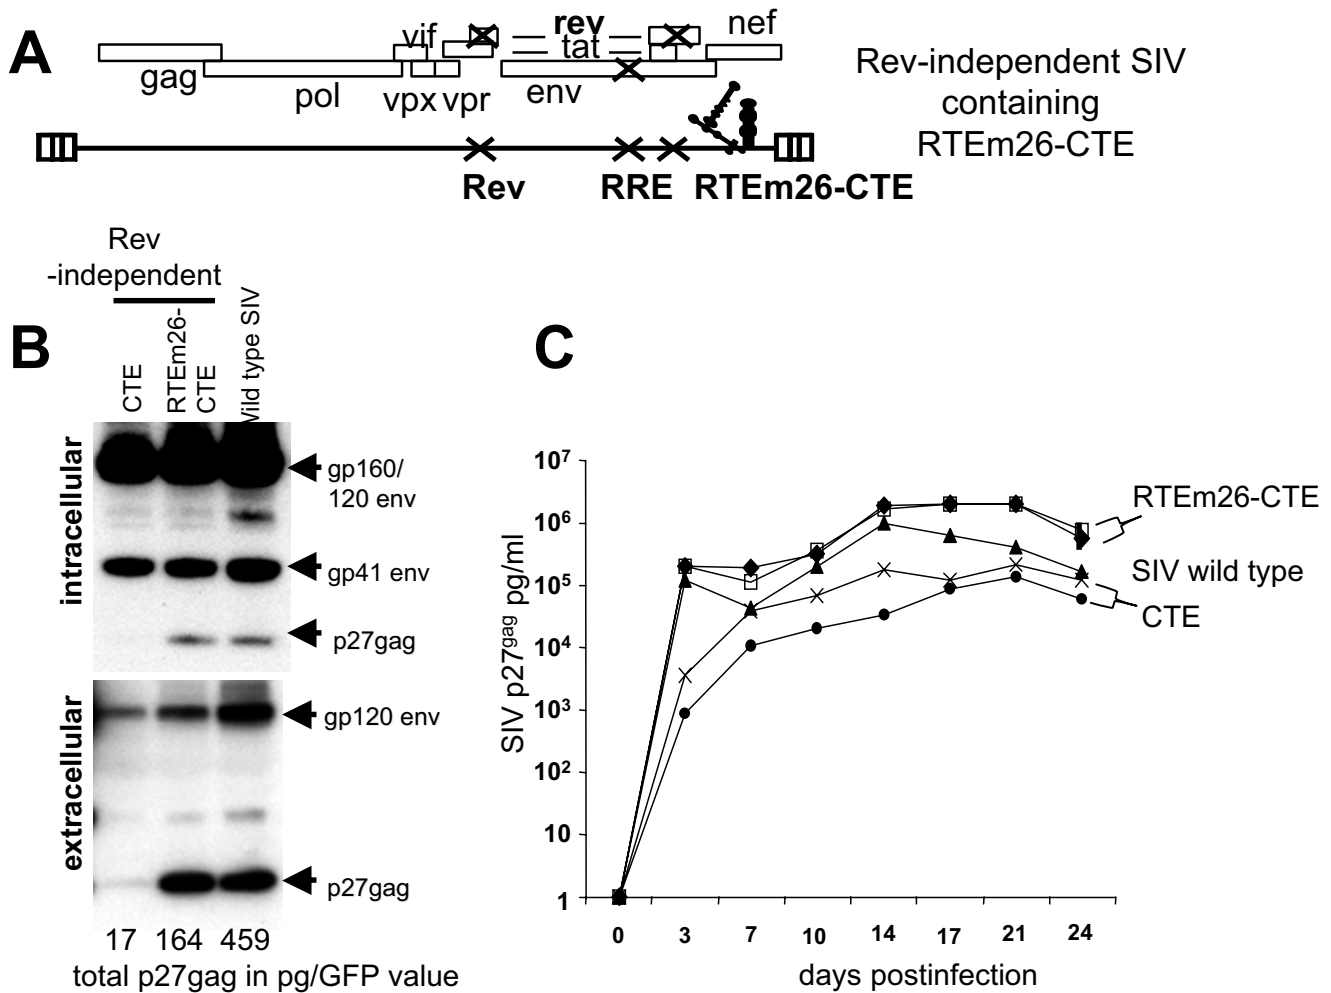 A
vif
rev
nef
tat
gag
pol
vpx vpr
env
Rev-independent SIV
containing
RTEm26-CTE
Rev
RRE
RTEm26-CTE
Rev
-independent
B
CTE
RTEm26-
CTE
Wild type SIV
intracellular
gp160/
120 env
gp41 env
p27gag
extracellular
gp120 env
p27gag
17 164 459
total p27gag in pg/GFP value
C
SIV p27gag pg/ml
10⁷
10⁶
10⁵
10⁴
10³
10²
10
1
0 3 7 10 14 17 21 24
days postinfection
RTEm26-CTE
SIV wild type
CTE